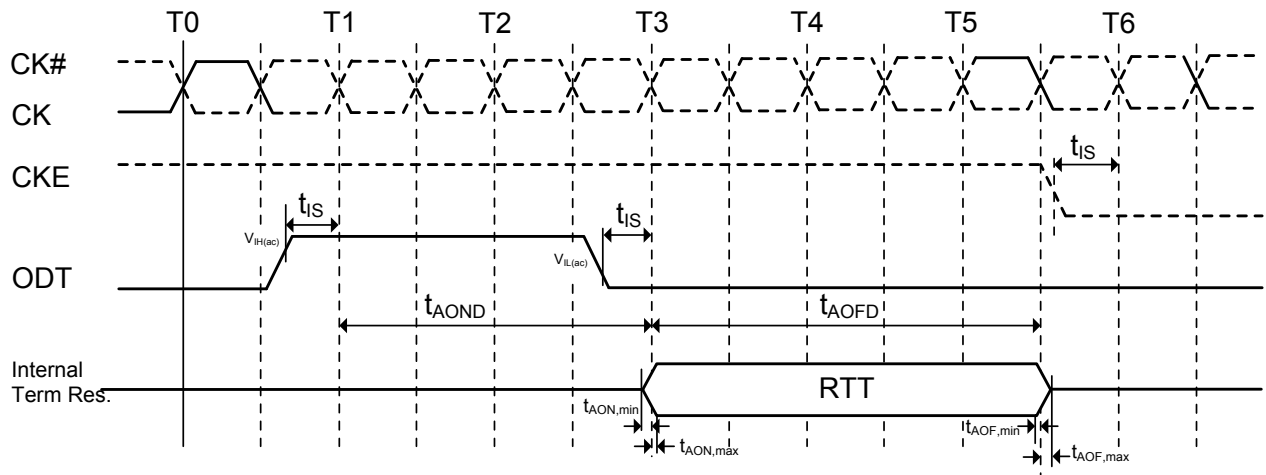 T0 T1 T2 T3 T4 T5 T6
CK#
CK
CKE
tIS
tIS
tIS
VIH(ac)
VIL(ac)
ODT
tAOND
tAOFD
Internal
Term Res.
RTT
tAON,min
tAOF,min
tAON,max
tAOF,max